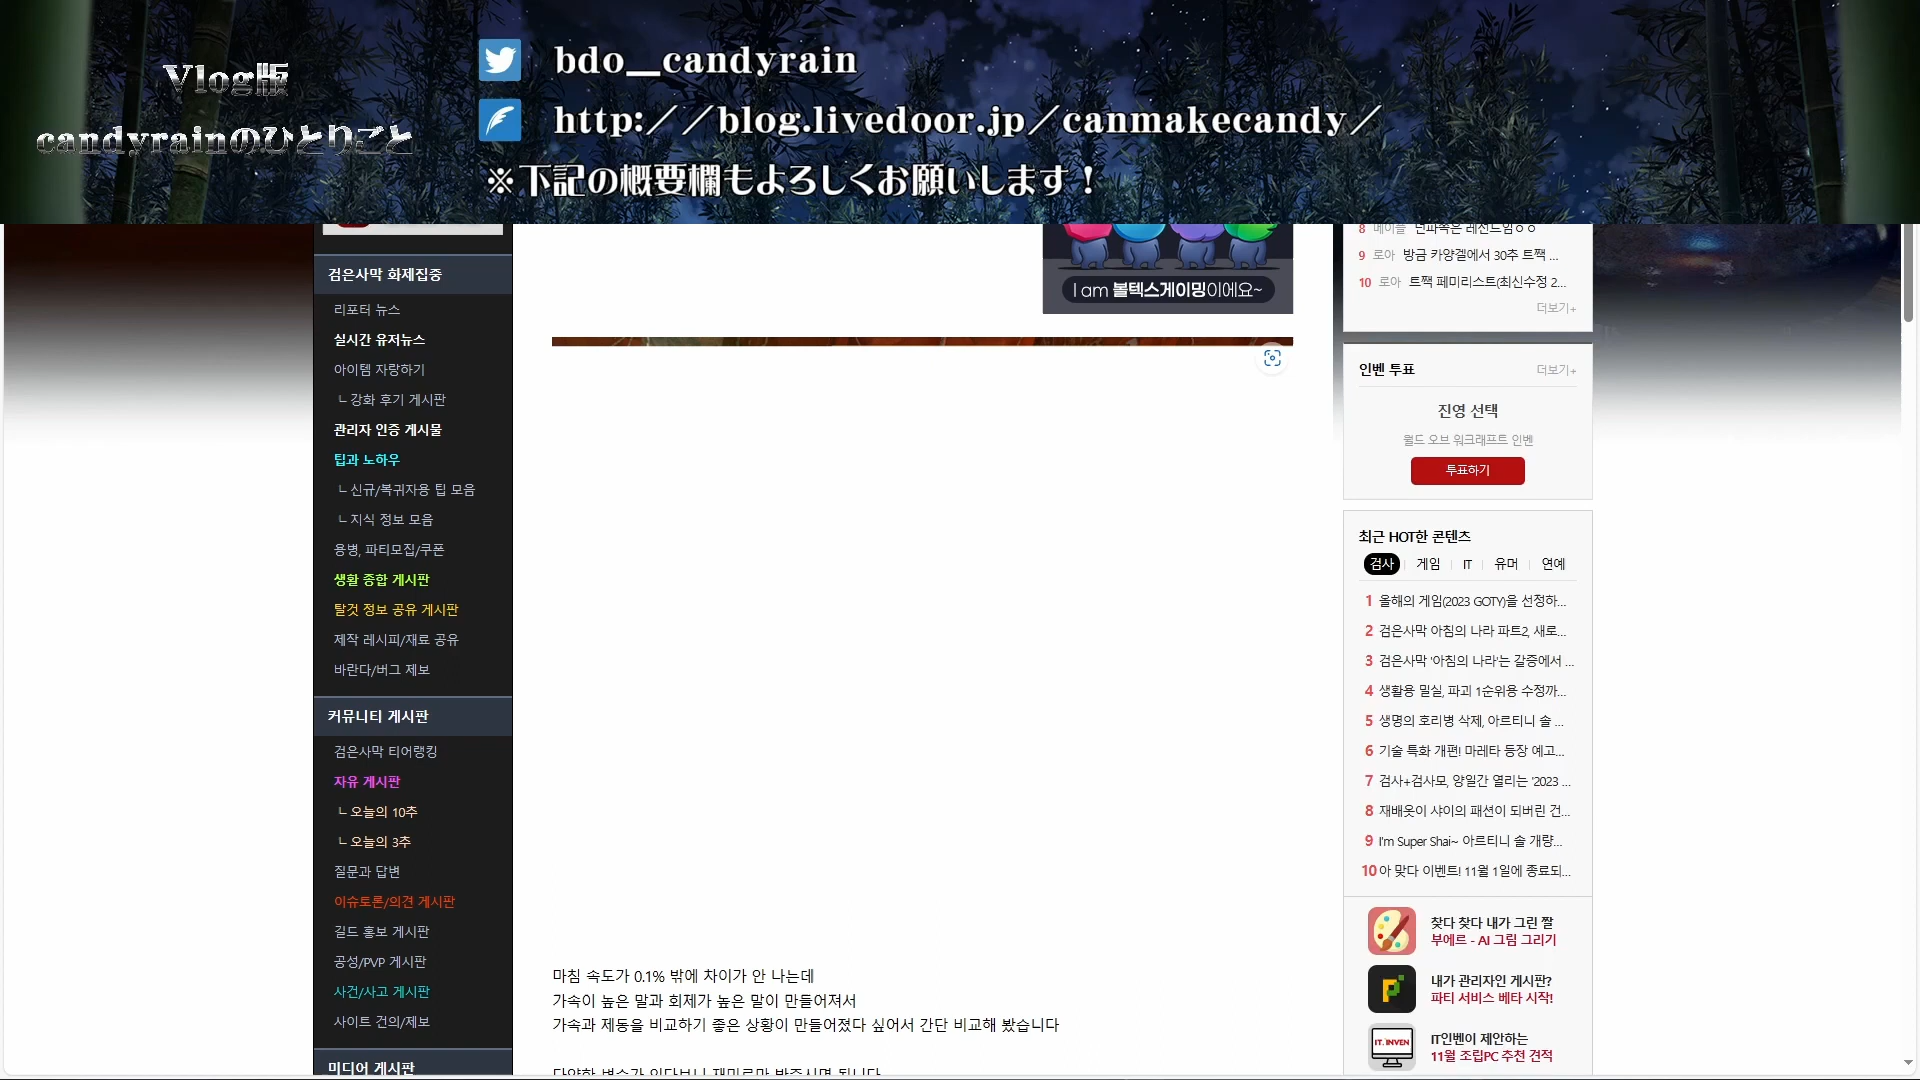 Vlog版
candyrainのひとりごと
bdo__candyrain
http://blog.livedoor.jp/canmakecandy/
※下記の概要欄もよろしくお願いします！
검은사막 화제집중
리포터 뉴스
실시간 유저뉴스
아이템 자랑하기
ㄴ강화 후기 게시판
관리자 인증 게시물
팁과 노하우
ㄴ신규/복귀자용 팁 모음
ㄴ지식 정보 모음
용병, 파티모집/쿠폰
생활 종합 게시판
탈것 정보 공유 게시판
제작 레시피/재료 공유
바란다/버그 제보
커뮤니티 게시판
검은사막 티어랭킹
자유 게시판
ㄴ오늘의 10추
ㄴ오늘의 3추
질문과 답변
이슈토론/의견 게시판
길드 홍보 게시판
공성/PVP 게시판
사건/사고 게시판
사이트 건의/제보
미디어 게시판
I am 볼텍스게이밍이에요~
마침 속도가 0.1% 밖에 차이가 안 나는데
가속이 높은 말과 회제가 높은 말이 만들어져서
가속과 제동을 비교하기 좋은 상황이 만들어졌다 싶어서 간단 비교해 봤습니다
8 메이플 던파쪽은 레전드임ㅇㅇ
9 로아 방금 카양겔에서 30추 트짹 ...
10 로아 트짹 페미리스트(최신수정 2...
더보기+
인벤 투표 더보기+
진영 선택
월드 오브 워크래프트 인벤
투표하기
최근 HOT한 콘텐츠
검사 게임 IT 유머 연예
1 올해의 게임(2023 GOTY)을 선정하...
2 검은사막 아침의 나라 파트2, 새로...
3 검은사막 '아침의 나라'는 갈증에서 ...
4 생활용 밀실, 파괴 1순위용 수정까...
5 생명의 호리병 삭제, 아르티니 솔 ...
6 기술 특화 개편! 마레타 등장 예고...
7 검사+검사모, 양일간 열리는 '2023 ...
8 재배옷이 샤이의 패션이 되버린 건...
9 I'm Super Shai~ 아르티니 솔 개량...
10 아 맞다 이벤트! 11월 1일에 종료되...
찾다 찾다 내가 그린 짤
부에르 - AI 그림 그리기
내가 관리자인 게시판?
파티 서비스 베타 시작!
IT.INVEN
IT인벤이 제안하는
11월 조립PC 추천 견적